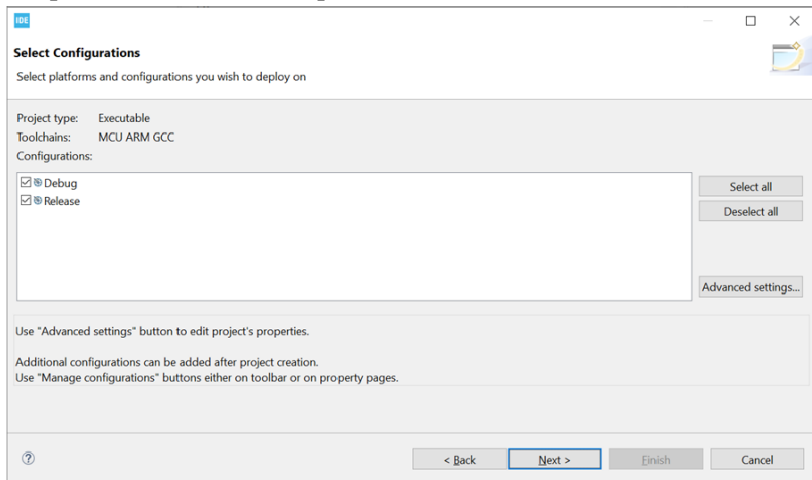 IDE
Select Configurations
Select platforms and configurations you wish to deploy on
Project type: Executable
Toolchains: MCU ARM GCC
Configurations:
Debug
Release
Select all
Deselect all
Advanced settings...
Use "Advanced settings" button to edit project's properties.
Additional configurations can be added after project creation.
Use "Manage configurations" buttons either on toolbar or on property pages.
?
< Back
Next >
Finish
Cancel